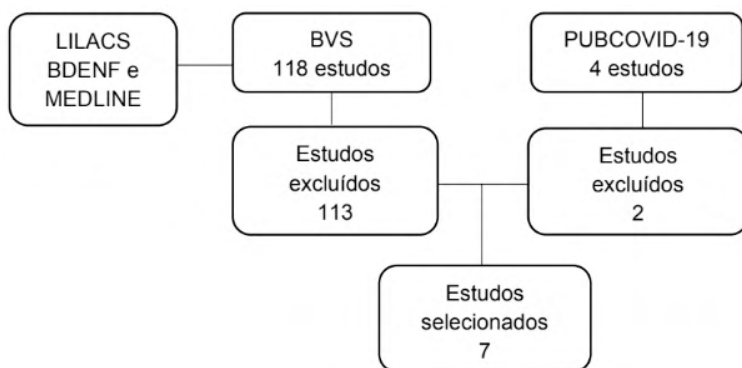 LILACS
BDENF e
MEDLINE
BVS
118 estudos
PUBCOVID-19
4 estudos
Estudos
excluídos
113
Estudos
excluídos
2
Estudos
selecionados
7